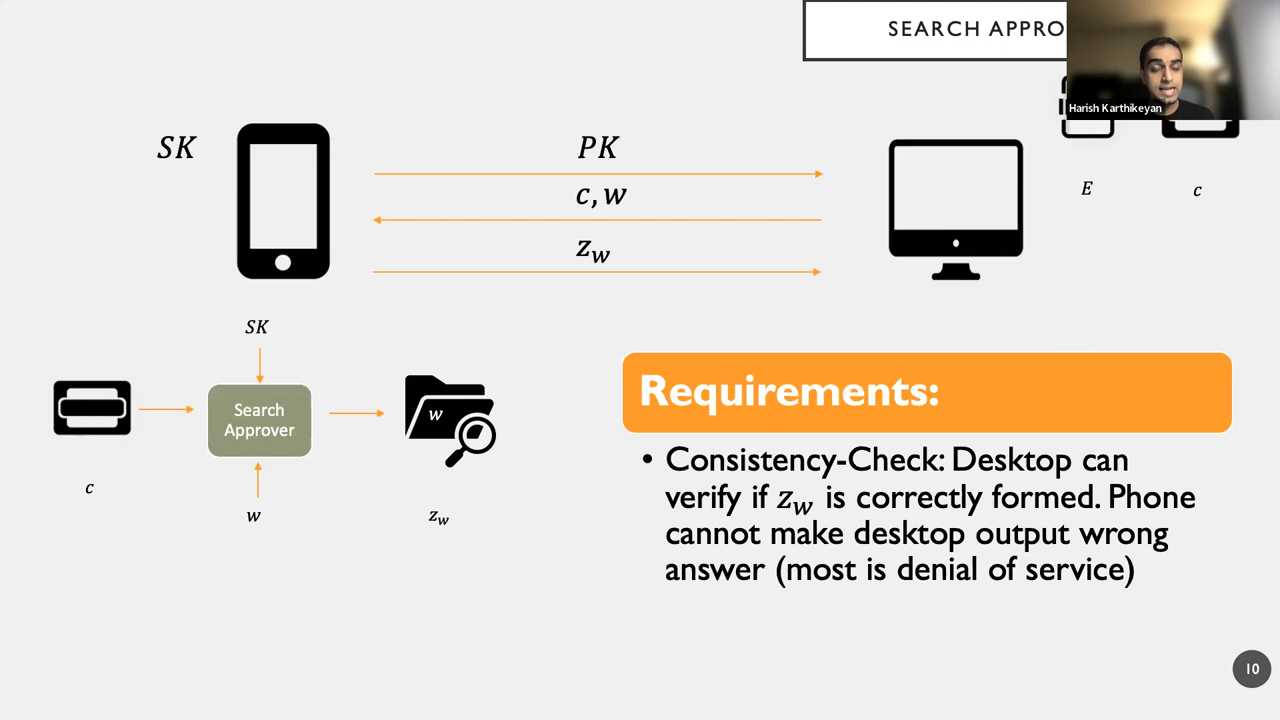 SEARCH APPRO
Harish Karthikeyan
SK
PK
c, w
z_w
E
c
SK
Search
Approver
w
c
w
z_w
Requirements:
• Consistency-Check: Desktop can
verify if z_w is correctly formed. Phone
cannot make desktop output wrong
answer (most is denial of service)
10